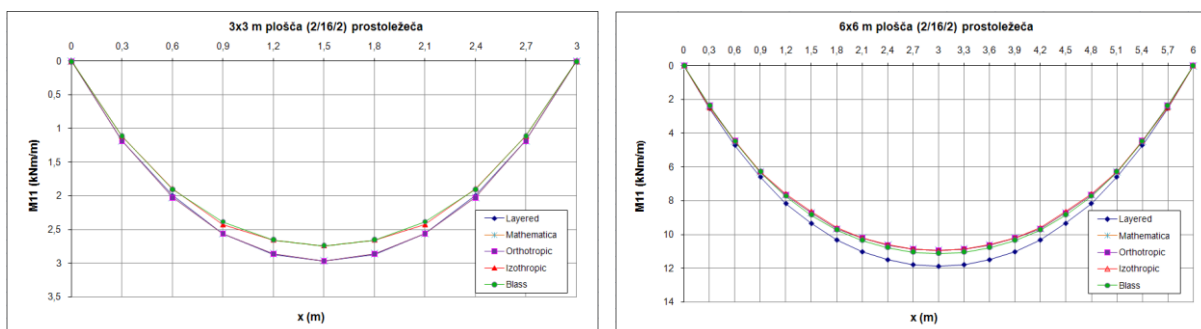 3x3 m plošča (2/16/2) prostoležeča
0 0,3 0,6 0,9 1,2 1,5 1,8 2,1 2,4 2,7 3
0
0,5
1
1,5
2
2,5
3
3,5
M11 (kNm/m)
Layered
Mathematica
Orthotropic
Izothropic
Blass
x (m)
6x6 m plošča (2/16/2) prostoležeča
0 0,3 0,6 0,9 1,2 1,5 1,8 2,1 2,4 2,7 3 3,3 3,6 3,9 4,2 4,5 4,8 5,1 5,4 5,7 6
0
2
4
6
8
10
12
14
M11 (kNm/m)
Layered
Mathematica
Orthotropic
Izothropic
Blass
x (m)